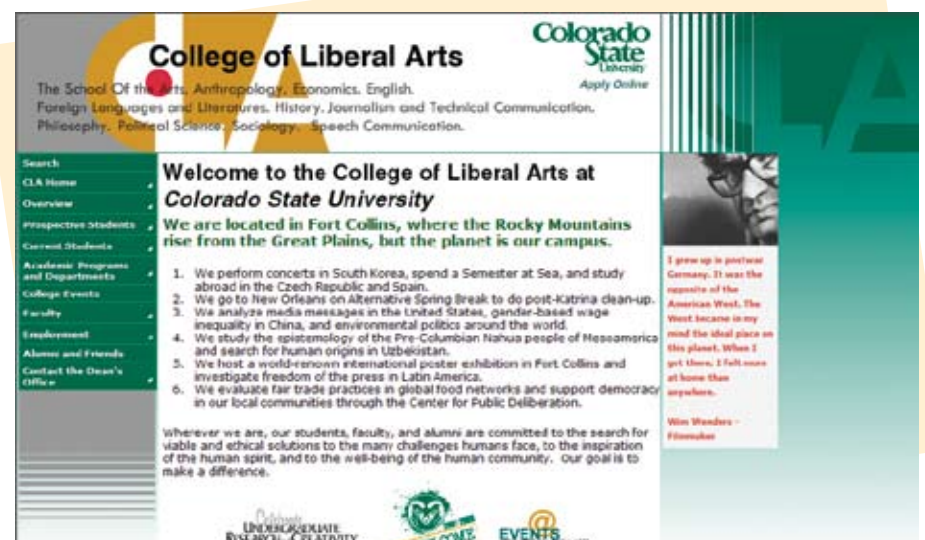 College of Liberal Arts
Colorado
State
University
Apply Online
The School Of the Arts. Anthropology. Economics. English.
Foreign Languages and Literatures. History. Journalism and Technical Communication.
Philosophy. Political Science. Sociology. Speech Communication.
CLA
Search
CLA Home
Overview
Prospective Students
Current Students
Academic Programs
and Departments
College Events
Faculty
Employment
Alumni and Friends
Contact the Dean's
Office
Welcome to the College of Liberal Arts at
Colorado State University
We are located in Fort Collins, where the Rocky Mountains
rise from the Great Plains, but the planet is our campus.
1. We perform concerts in South Korea, spend a Semester at Sea, and study
abroad in the Czech Republic and Spain.
2. We go to New Orleans on Alternative Spring Break to do post-Katrina clean-up.
3. We analyze media messages in the United States, gender-based wage
inequality in China, and environmental politics around the world.
4. We study the epistemology of the Pre-Columbian Nahua people of Mesoamerica
and search for human origins in Uzbekistan.
5. We host a world-renown international poster exhibition in Fort Collins and
investigate freedom of the press in Latin America.
6. We evaluate fair trade practices in global food networks and support democracy
in our local communities through the Center for Public Deliberation.
Wherever we are, our students, faculty, and alumni are committed to the search for
viable and ethical solutions to the many challenges humans face, to the inspiration
of the human spirit, and to the well-being of the human community. Our goal is to
make a difference.
I grew up in postwar
Germany. It was the
opposite of the
American West. The
West became in my
mind the ideal place on
this planet. When I
got there, I felt more
at home than
anywhere.
Wim Wenders -
Filmmaker
Celebrate
UNDERGRADUATE
RESEARCH CREATIVITY
EVENTS